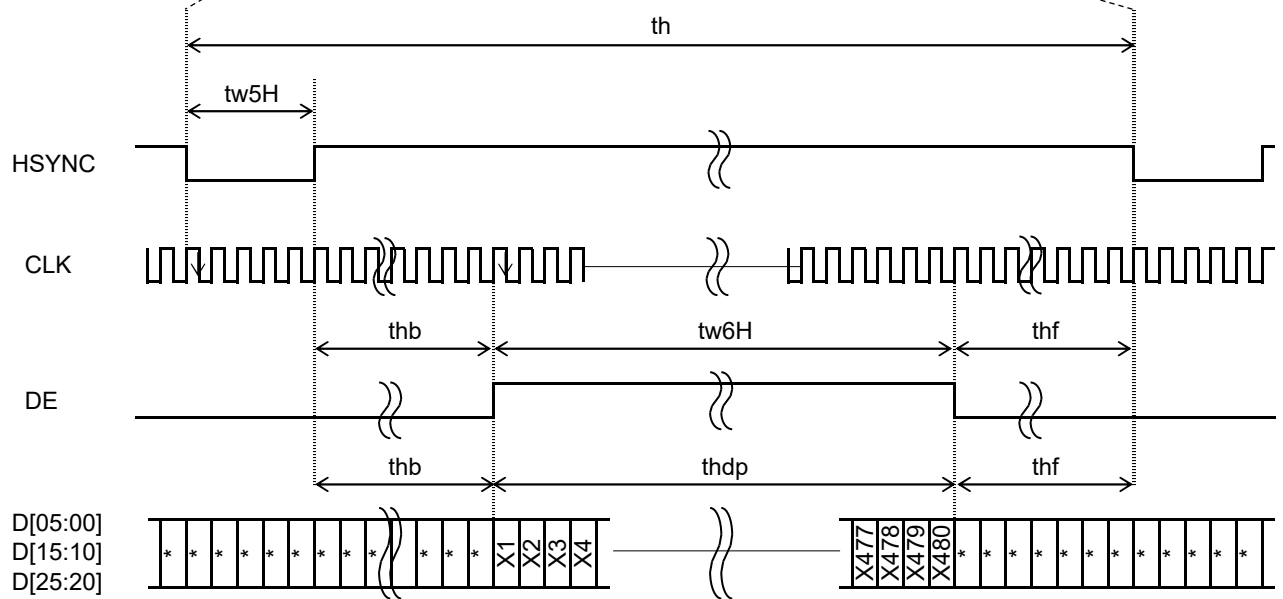 th
tw5H
HSYNC
CLK
thb tw6H thf
DE
thb thdp thf
D[05:00]
D[15:10] * * * * * * * * * * * * X1 X2 X3 X4 X477 X478 X479 X480 * * * * * * * * * * * *
D[25:20]